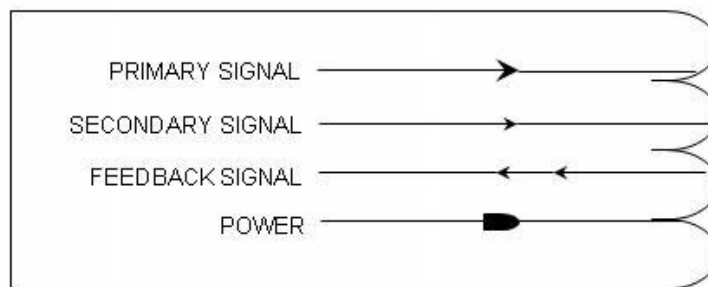 PRIMARY SIGNAL
SECONDARY SIGNAL
FEEDBACK SIGNAL
POWER